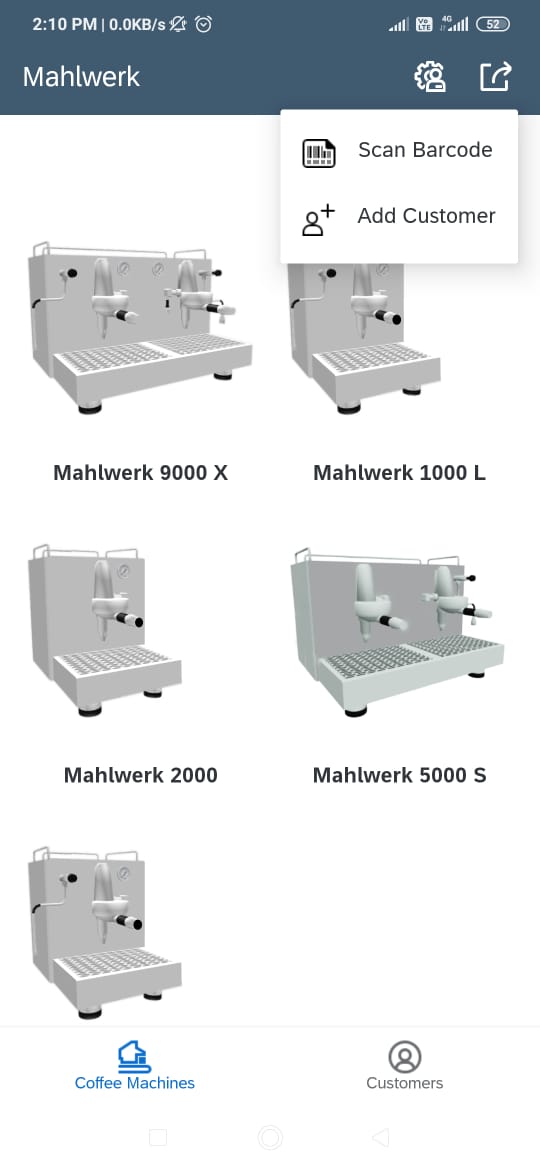 2:10 PM | 0.0KB/s
Vo LTE
4G
52
Mahlwerk
Scan Barcode
Add Customer
Mahlwerk 9000 X
Mahlwerk 1000 L
Mahlwerk 2000
Mahlwerk 5000 S
Coffee Machines
Customers